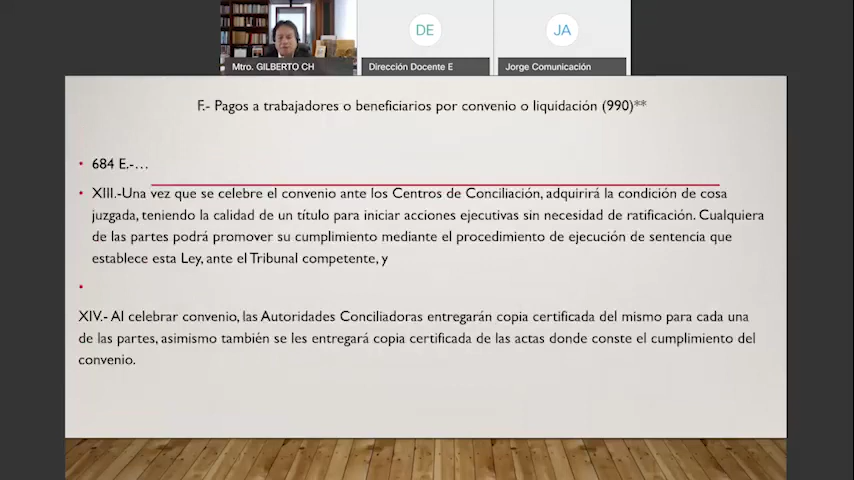 DE
JA
Mtro. GILBERTO CH
Dirección Docente E
Jorge Comunicación
F.- Pagos a trabajadores o beneficiarios por convenio o liquidación (990)**
• 684 E.-…
• XIII.-Una vez que se celebre el convenio ante los Centros de Conciliación, adquirirá la condición de cosa
juzgada, teniendo la calidad de un título para iniciar acciones ejecutivas sin necesidad de ratificación. Cualquiera
de las partes podrá promover su cumplimiento mediante el procedimiento de ejecución de sentencia que
establece esta Ley, ante el Tribunal competente, y
•
XIV.- Al celebrar convenio, las Autoridades Conciliadoras entregarán copia certificada del mismo para cada una
de las partes, asimismo también se les entregará copia certificada de las actas donde conste el cumplimiento del
convenio.